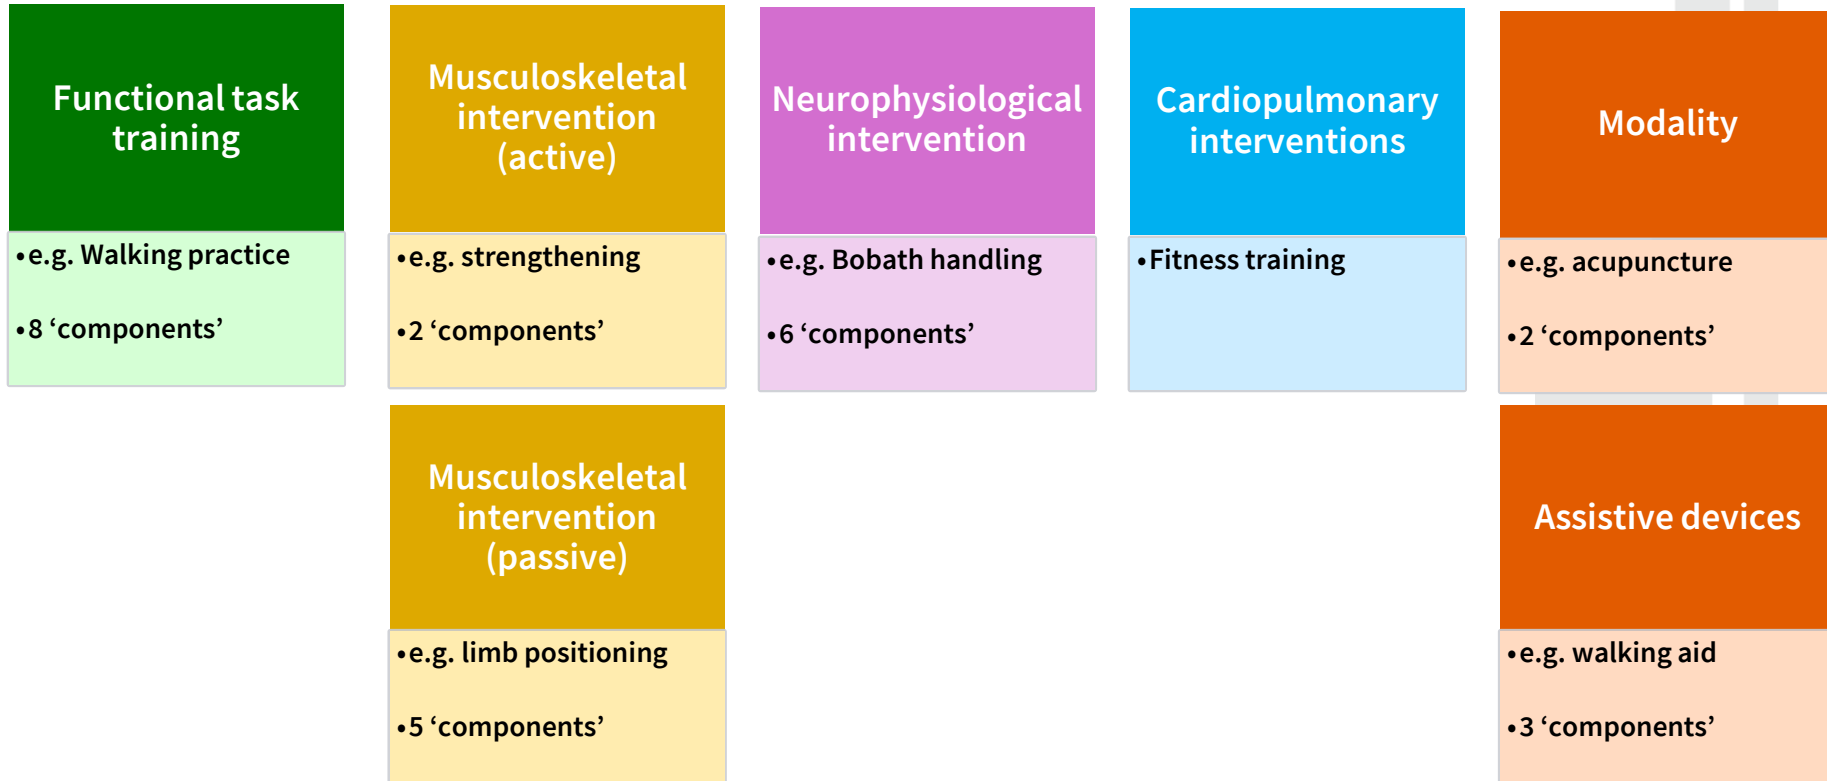 Functional task
training
•e.g. Walking practice
•8 ‘components’
Musculoskeletal
intervention
(active)
•e.g. strengthening
•2 ‘components’
Neurophysiological
intervention
•e.g. Bobath handling
•6 ‘components’
Cardiopulmonary
interventions
•Fitness training
Modality
•e.g. acupuncture
•2 ‘components’
Musculoskeletal
intervention
(passive)
•e.g. limb positioning
•5 ‘components’
Assistive devices
•e.g. walking aid
•3 ‘components’